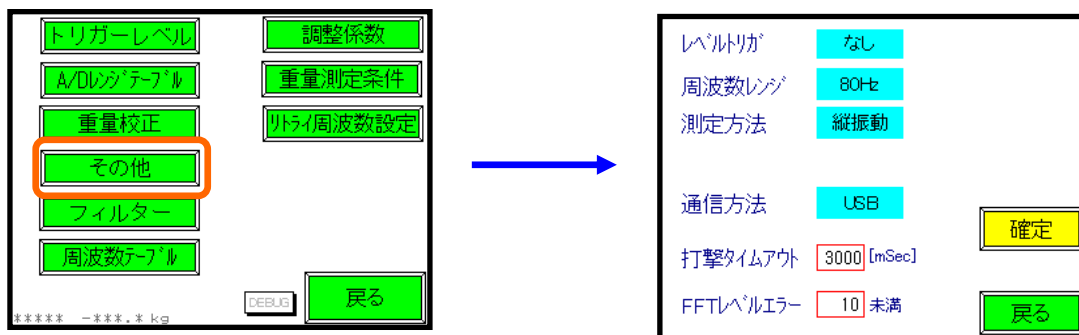 トリガーレベル
調整係数
A/Dﾚﾝｼﾞﾃｰﾌﾞﾙ
重量測定条件
重量校正
ﾘﾄﾗｲ周波数設定
その他
フィルター
周波数ﾃｰﾌﾞﾙ
DEBUG
戻る
***** -***.* kg
ﾚﾍﾞﾙﾄﾘｶﾞ なし
周波数ﾚﾝｼﾞ 80Hz
測定方法 縦振動
通信方法 USB
確定
打撃ﾀｲﾑｱｳﾄ 3000 [mSec]
FFTﾚﾍﾞﾙエラー 10 未満
戻る